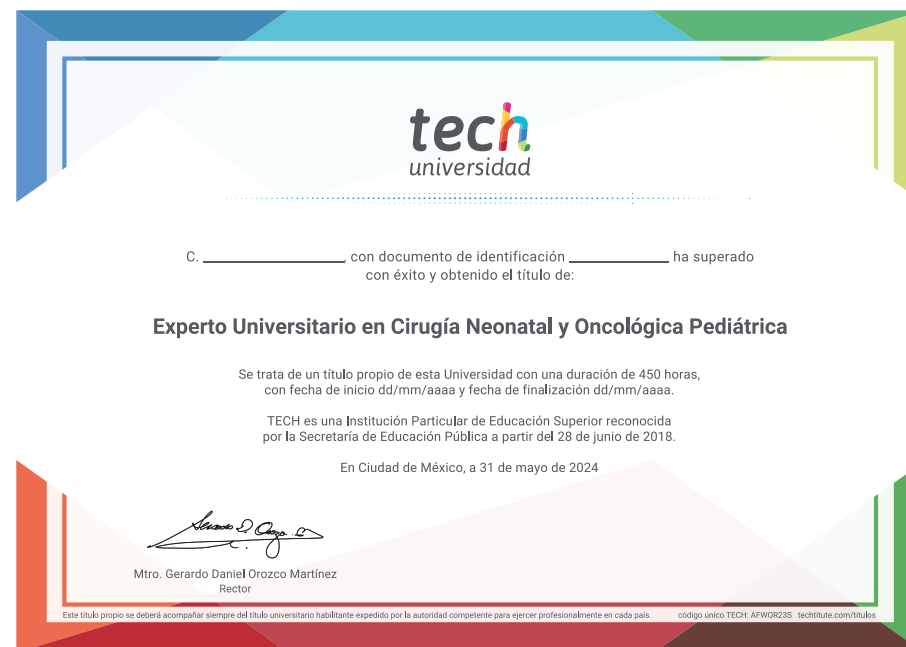 tech
universidad
C. ____________, con documento de identificación ____________ ha superado
con éxito y obtenido el título de:
Experto Universitario en Cirugía Neonatal y Oncológica Pediátrica
Se trata de un título propio de esta Universidad con una duración de 450 horas,
con fecha de inicio dd/mm/aaaa y fecha de finalización dd/mm/aaaa.
TECH es una Institución Particular de Educación Superior reconocida
por la Secretaría de Educación Pública a partir del 28 de junio de 2018.
En Ciudad de México, a 31 de mayo de 2024
Mtro. Gerardo Daniel Orozco Martínez
Rector
Este título propio se deberá acompañar siempre del título universitario habilitante expedido por la autoridad competente para ejercer profesionalmente en cada país. código único TECH: AFWOR23S techtitute.com/titulos